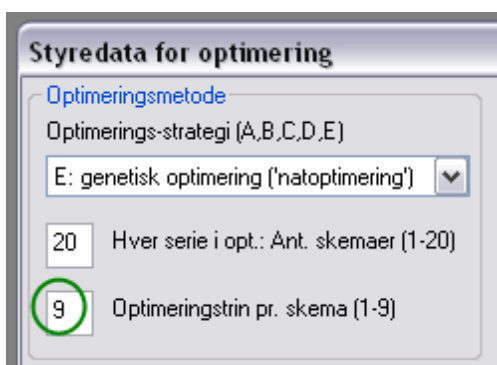 Styredata for optimering
Optimeringsmetode
Optimerings-strategi (A,B,C,D,E)
E: genetisk optimering ('natoptimering')
20 Hver serie i opt.: Ant. skemaer (1-20)
9 Optimeringstrin pr. skema (1-9)